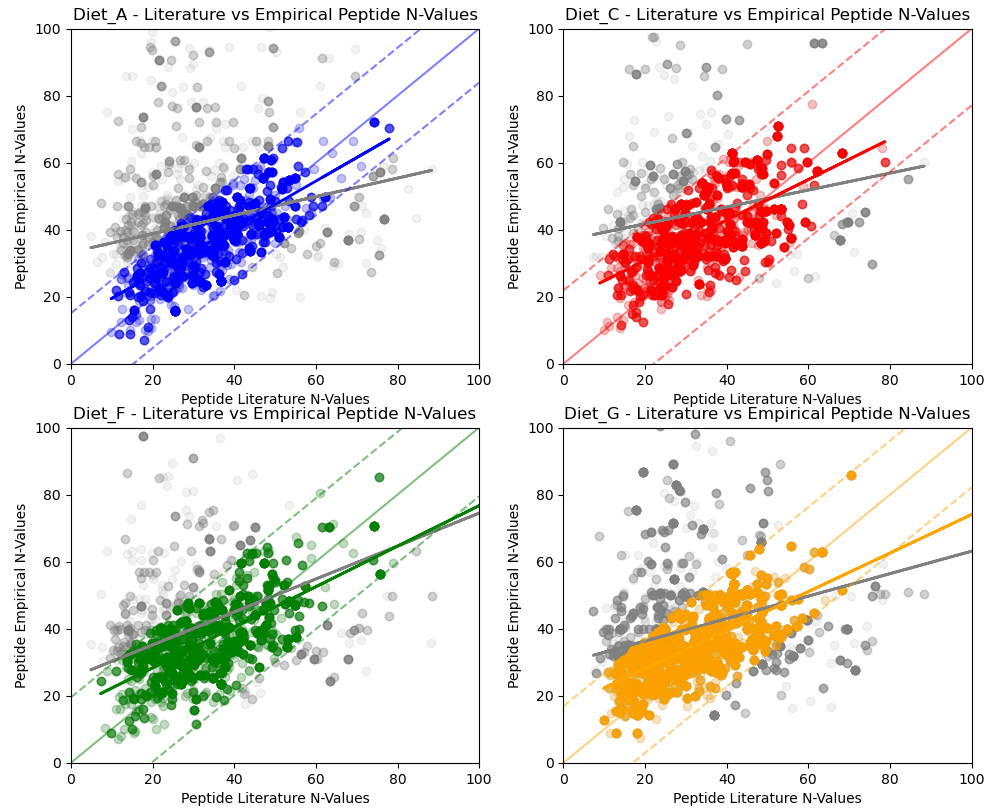 Diet_A - Literature vs Empirical Peptide N-Values
Diet_C - Literature vs Empirical Peptide N-Values
100
80
60
40
20
0
Peptide Empirical N-Values
0 20 40 60 80 100
Peptide Literature N-Values
100
80
60
40
20
0
Peptide Empirical N-Values
0 20 40 60 80 100
Peptide Literature N-Values
Diet_F - Literature vs Empirical Peptide N-Values
Diet_G - Literature vs Empirical Peptide N-Values
100
80
60
40
20
0
Peptide Empirical N-Values
0 20 40 60 80 100
Peptide Literature N-Values
100
80
60
40
20
0
Peptide Empirical N-Values
0 20 40 60 80 100
Peptide Literature N-Values